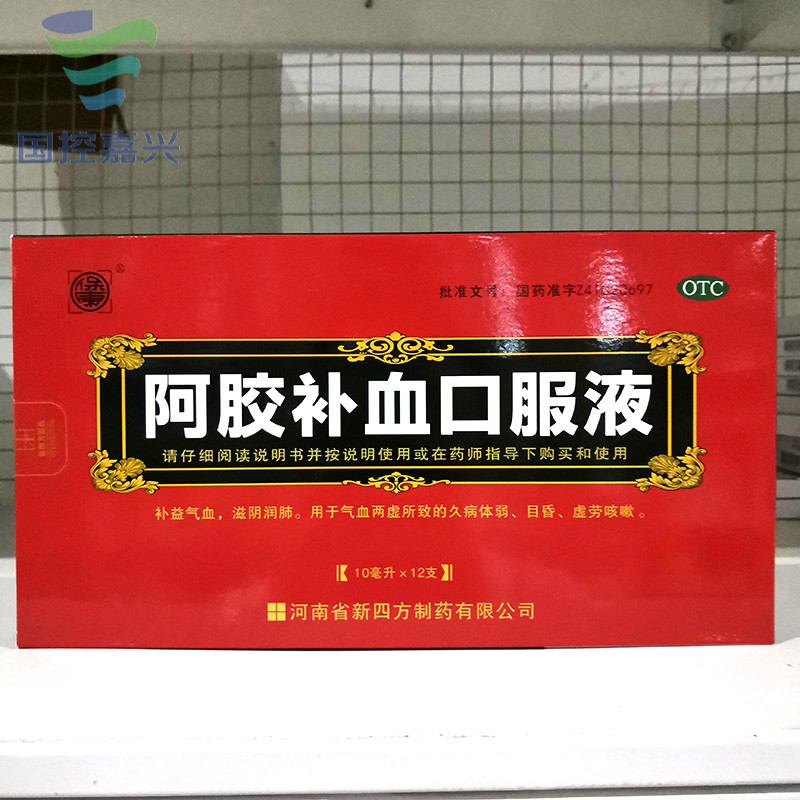 国控嘉兴
®
批准文号：国药准字
OTC
阿胶补血口服液
请仔细阅读说明书并按说明使用或在药师指导下购买和使用
补益气血，滋阴润肺。用于气血两虚所致的久病体弱、目昏、虚劳咳嗽。
【10毫升×12支】
河南省新四方制药有限公司